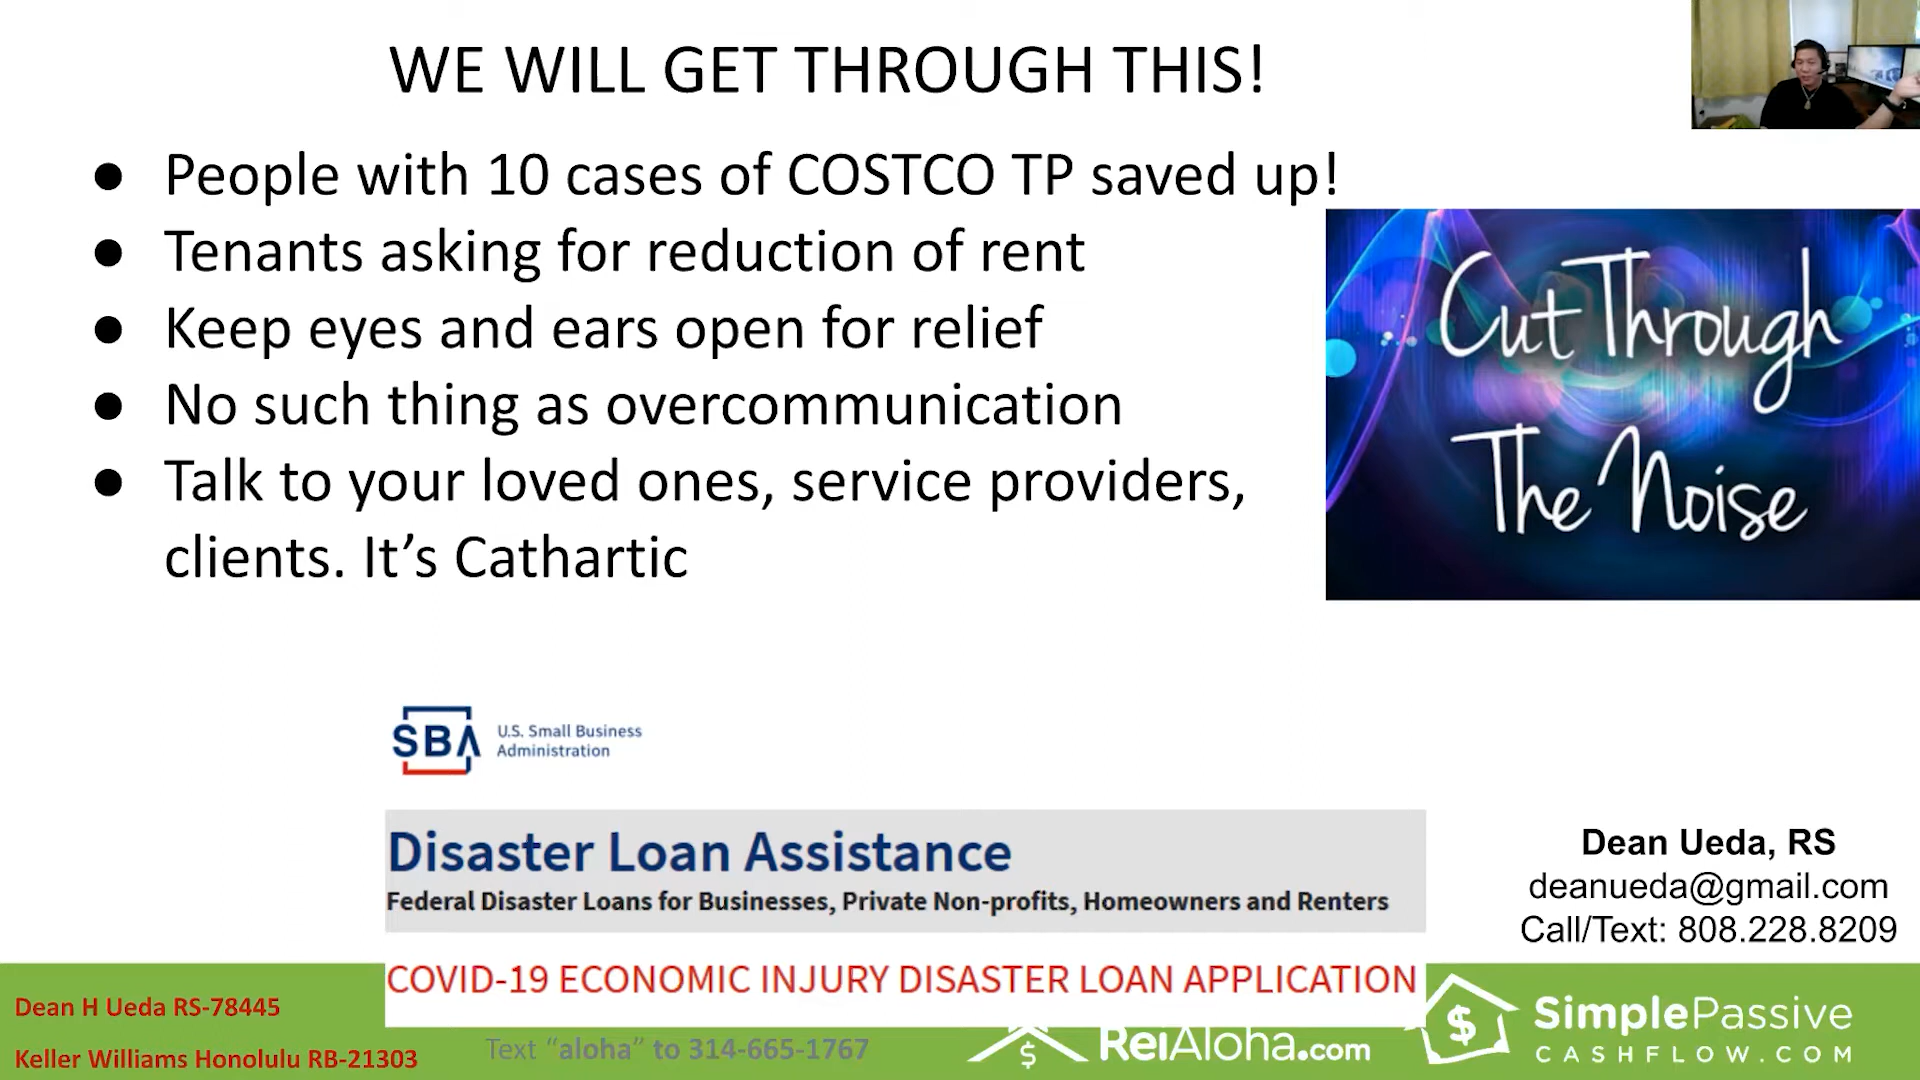 WE WILL GET THROUGH THIS!
● People with 10 cases of COSTCO TP saved up!
● Tenants asking for reduction of rent
● Keep eyes and ears open for relief
● No such thing as overcommunication
● Talk to your loved ones, service providers,
clients. It’s Cathartic
Cut Through
The Noise
SBA
U.S. Small Business
Administration
Disaster Loan Assistance
Federal Disaster Loans for Businesses, Private Non-profits, Homeowners and Renters
COVID-19 ECONOMIC INJURY DISASTER LOAN APPLICATION
Dean Ueda, RS
deanueda@gmail.com
Call/Text: 808.228.8209
Dean H Ueda RS-78445
Keller Williams Honolulu RB-21303
Text “aloha” to 314-665-1767
$
ReiAloha.com
$
SimplePassive
CASHFLOW.COM